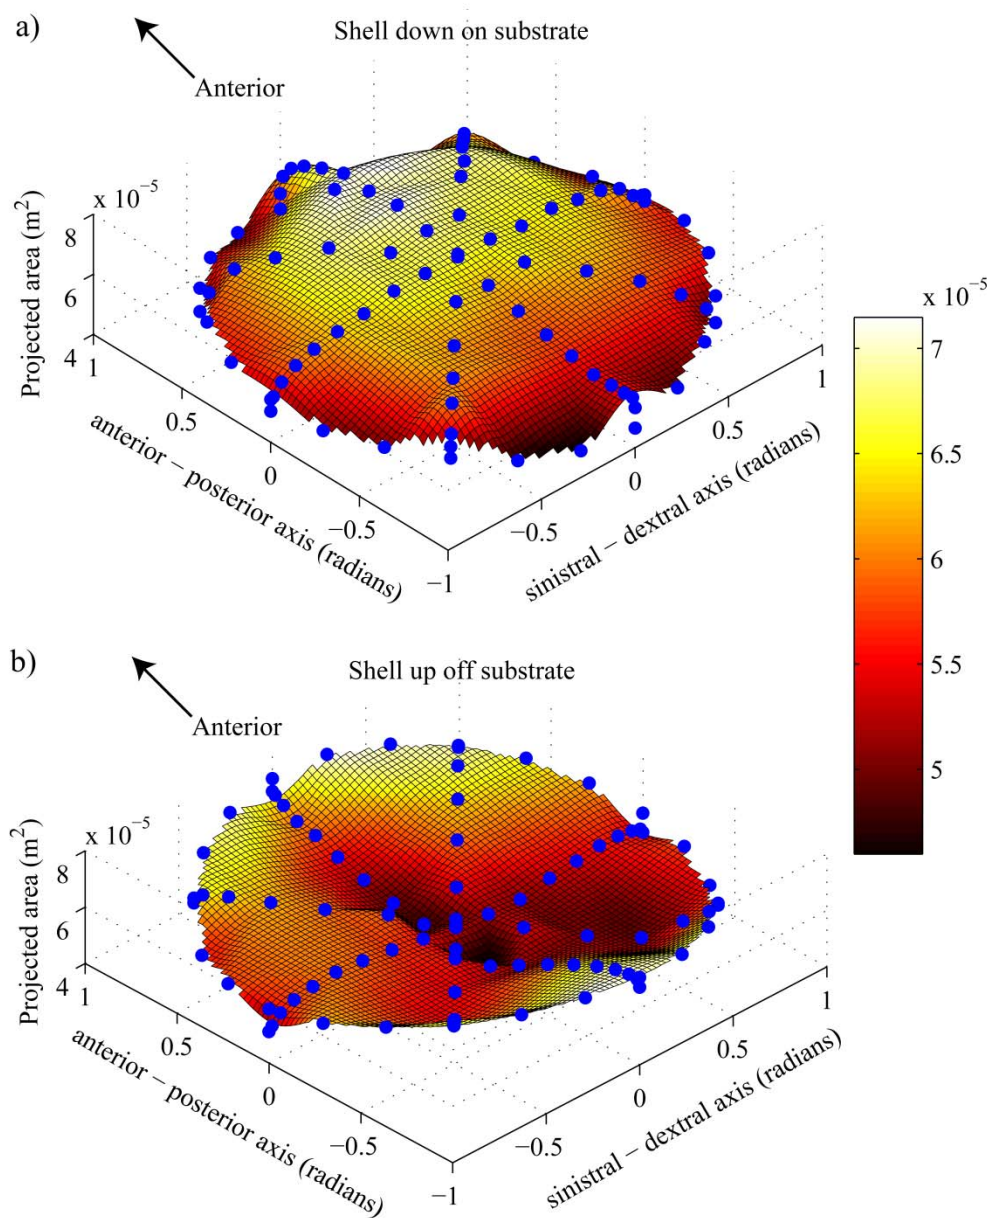 a)
Shell down on substrate
Anterior
x 10⁻⁵
Projected area (m²)
8
6
4
1
0.5
0
−0.5
−1
anterior − posterior axis (radians)
−0.5
0
0.5
1
sinistral − dextral axis (radians)
x 10⁻⁵
7
6.5
6
5.5
5
b)
Shell up off substrate
Anterior
x 10⁻⁵
Projected area (m²)
8
6
4
1
0.5
0
−0.5
−1
anterior − posterior axis (radians)
−0.5
0
0.5
1
sinistral − dextral axis (radians)